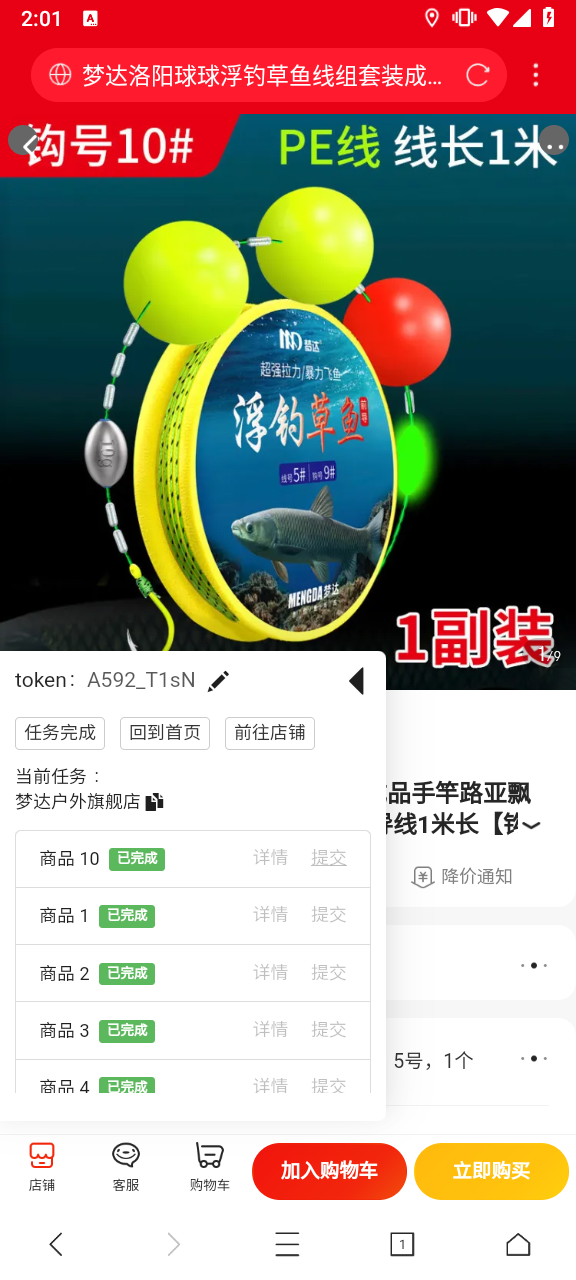 2:01
梦达洛阳球球浮钓草鱼线组套装成...
钩号10#
PE线 线长1米
10g
MD 梦达
超强拉力/暴力飞鱼
浮钓草鱼
线号5# 钩号9#
MENGDA梦达
1副装
1/9
token: A592_T1sN
任务完成 回到首页 前往店铺
当前任务：
梦达户外旗舰店
商品 10 已完成 详情 提交
商品 1 已完成 详情 提交
商品 2 已完成 详情 提交
商品 3 已完成 详情 提交
商品 4 已完成 详情 提交
品手竿路亚飘
导线1米长【钓
降价通知
5号，1个
店铺 客服 购物车 加入购物车 立即购买
1